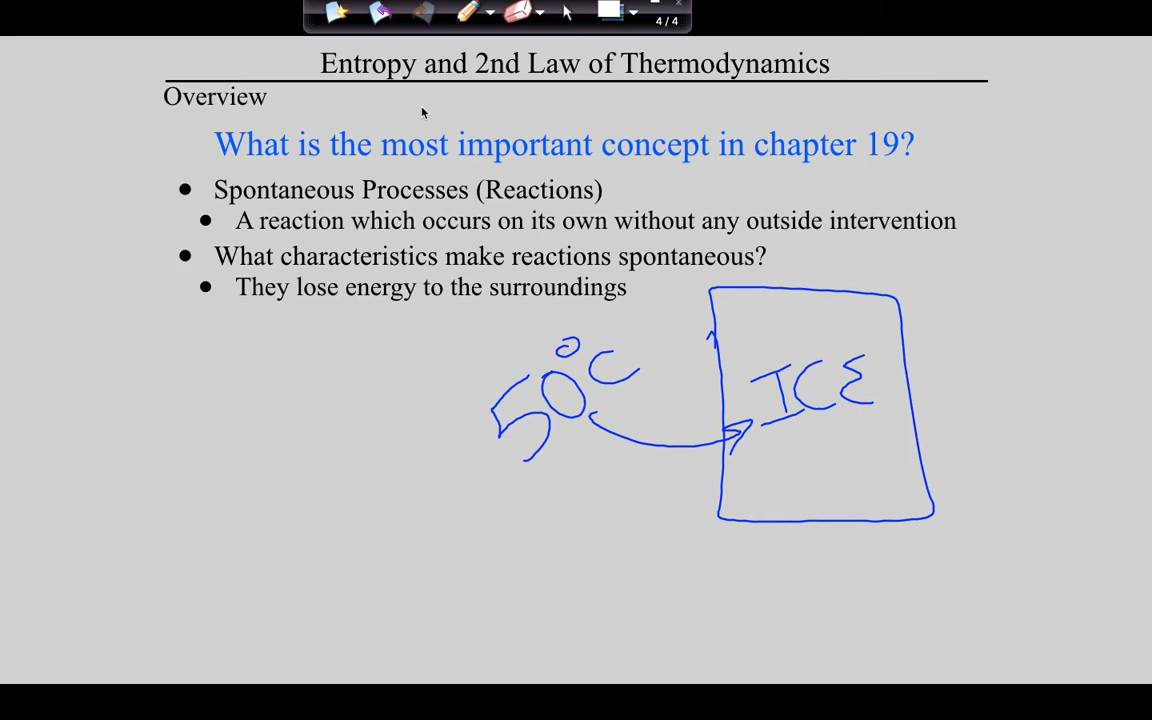 4 / 4
Entropy and 2nd Law of Thermodynamics
Overview
What is the most important concept in chapter 19?
● Spontaneous Processes (Reactions)
● A reaction which occurs on its own without any outside intervention
● What characteristics make reactions spontaneous?
● They lose energy to the surroundings
50°C
ICE